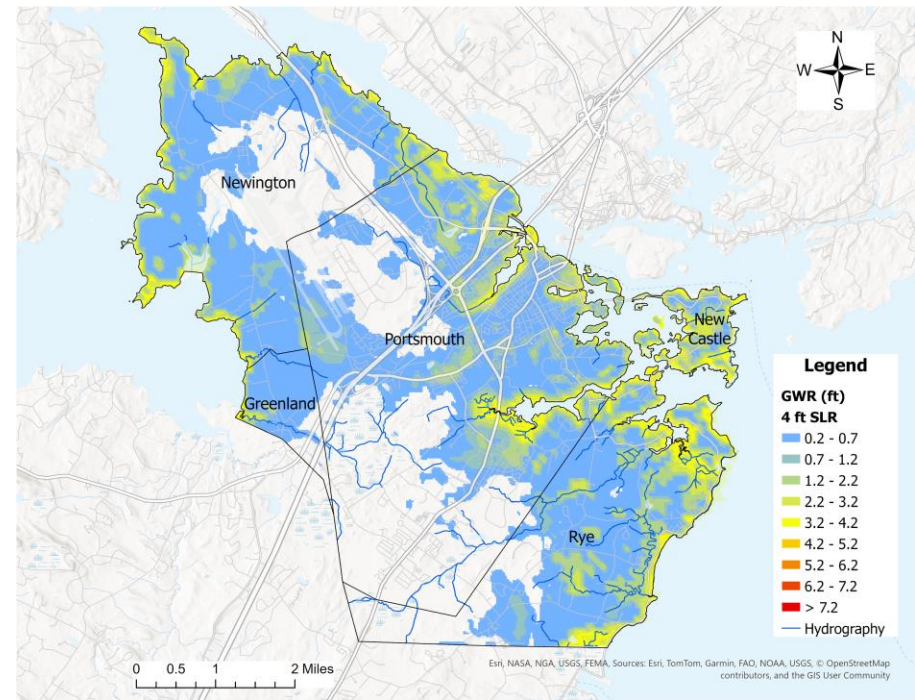 N
W E
S
Newington
Portsmouth
New
Castle
Greenland
Rye
Legend
GWR (ft)
4 ft SLR
0.2 - 0.7
0.7 - 1.2
1.2 - 2.2
2.2 - 3.2
3.2 - 4.2
4.2 - 5.2
5.2 - 6.2
6.2 - 7.2
> 7.2
Hydrography
0 0.5 1 2 Miles
Esri, NASA, NGA, USGS, FEMA, Sources: Esri, TomTom, Garmin, FAO, NOAA, USGS, © OpenStreetMap
contributors, and the GIS User Community